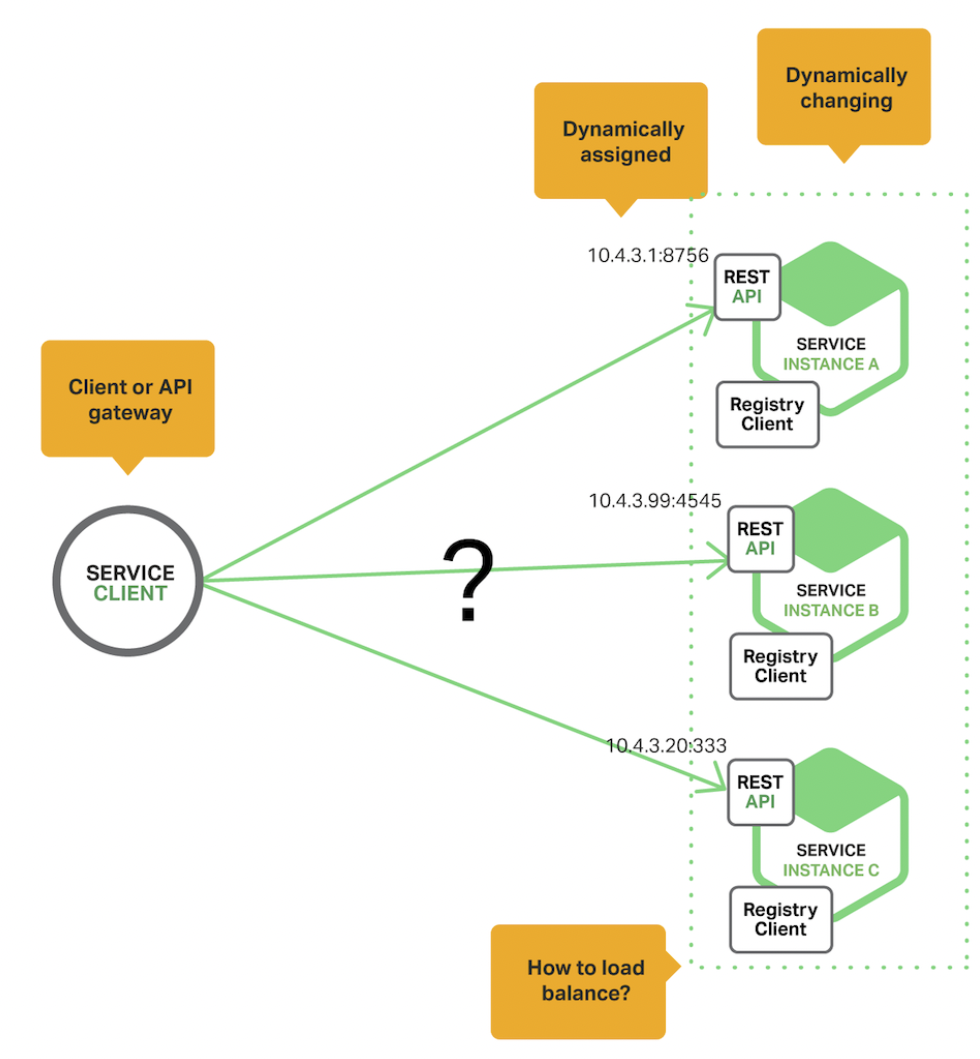 Dynamically
changing
Dynamically
assigned
10.4.3.1:8756
REST
API
SERVICE
INSTANCE A
Client or API
gateway
Registry
Client
10.4.3.99:4545
REST
API
?
SERVICE
CLIENT
SERVICE
INSTANCE B
Registry
Client
10.4.3.20:333
REST
API
SERVICE
INSTANCE C
Registry
Client
How to load
balance?